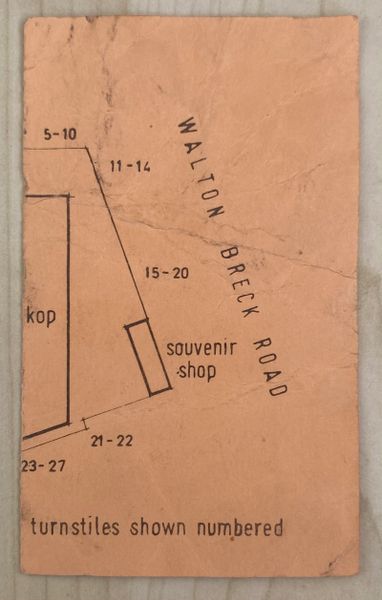 5-10
11-14
WALTON BRECK ROAD
15-20
kop
souvenir
shop
21-22
23-27
turnstiles shown numbered